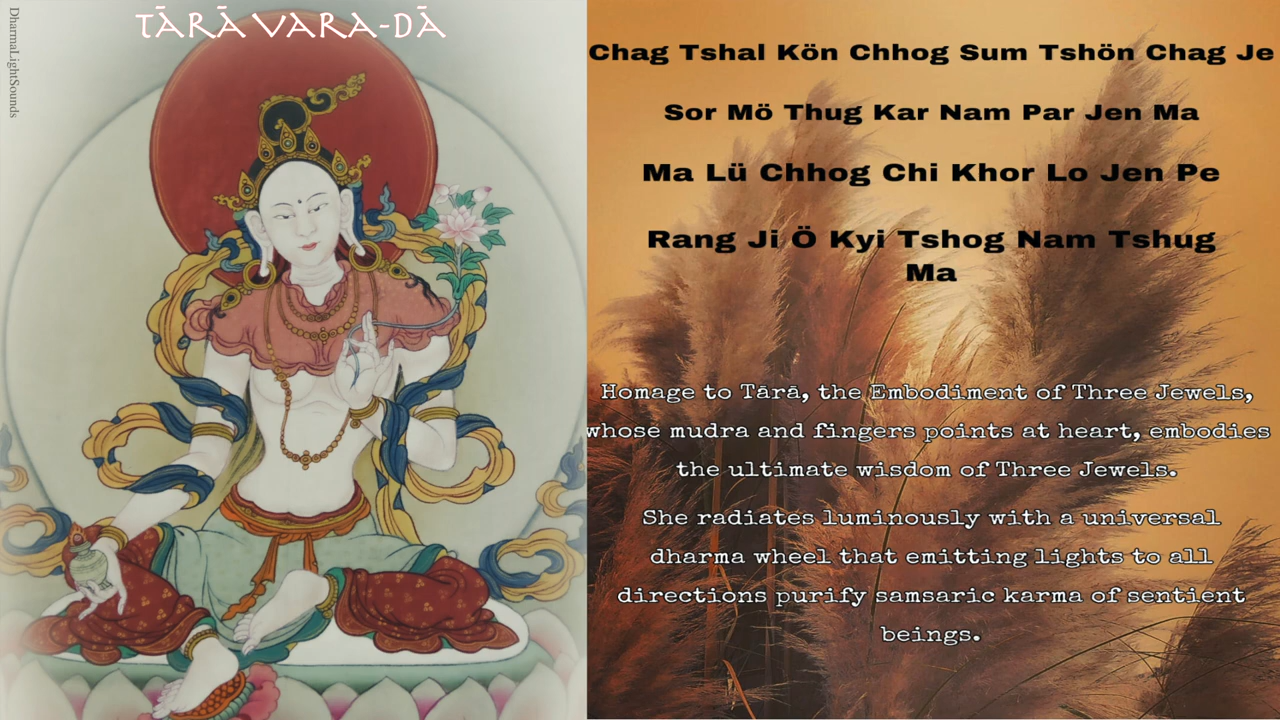 DharmaLightSounds
TĀRĀ VARA-DĀ
Chag Tshal Kön Chhog Sum Tshön Chag Je
Sor Mö Thug Kar Nam Par Jen Ma
Ma Lü Chhog Chi Khor Lo Jen Pe
Rang Ji Ö Kyi Tshog Nam Tshug
Ma
Homage to Tārā, the Embodiment of Three Jewels,
whose mudra and fingers points at heart, embodies
the ultimate wisdom of Three Jewels.
She radiates luminously with a universal
dharma wheel that emitting lights to all
directions purify samsaric karma of sentient
beings.